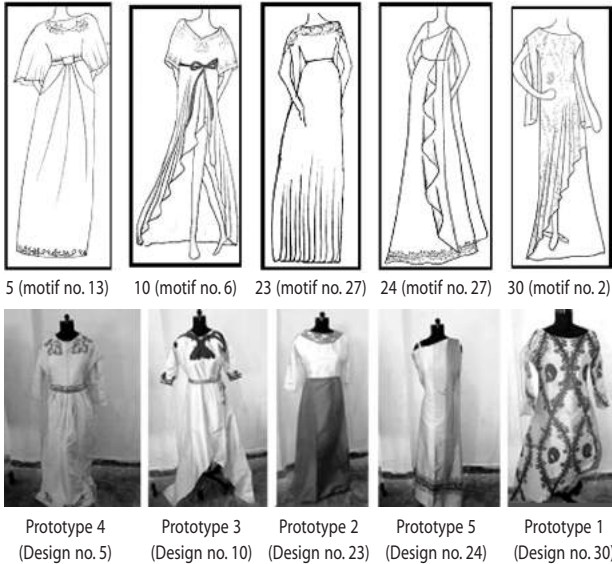 5 (motif no. 13) 10 (motif no. 6) 23 (motif no. 27) 24 (motif no. 27) 30 (motif no. 2)
Prototype 4 Prototype 3 Prototype 2 Prototype 5 Prototype 1
(Design no. 5) (Design no. 10) (Design no. 23) (Design no. 24) (Design no. 30)